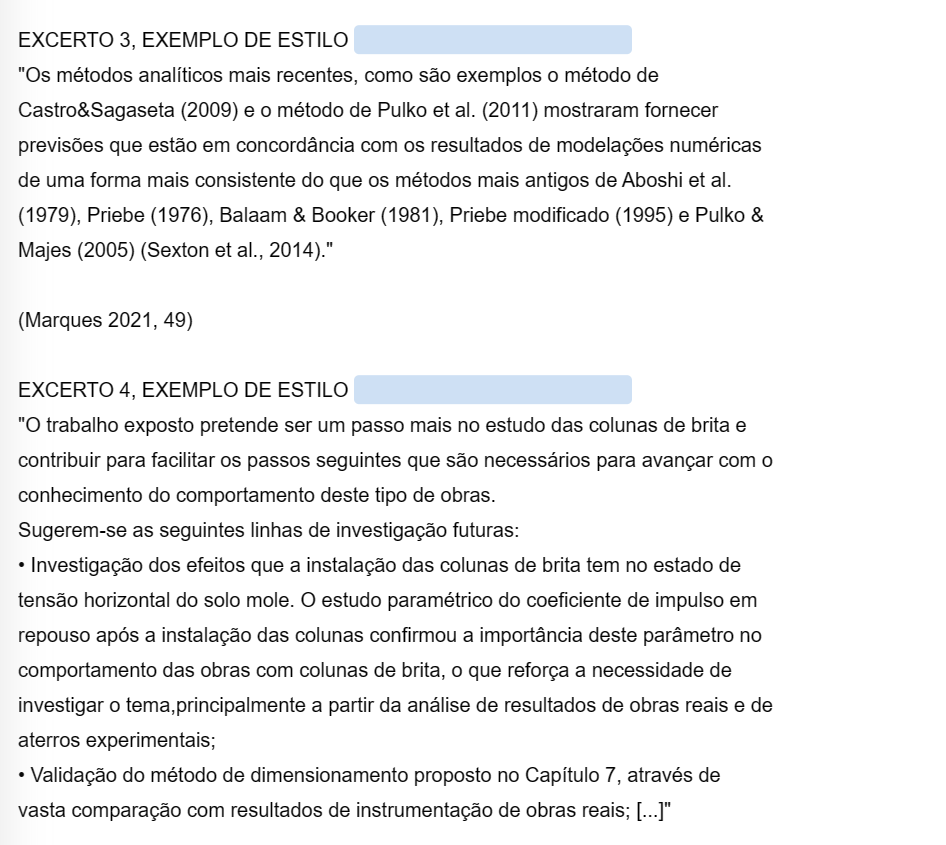 EXCERTO 3, EXEMPLO DE ESTILO
"Os métodos analíticos mais recentes, como são exemplos o método de
Castro&Sagaseta (2009) e o método de Pulko et al. (2011) mostraram fornecer
previsões que estão em concordância com os resultados de modelações numéricas
de uma forma mais consistente do que os métodos mais antigos de Aboshi et al.
(1979), Priebe (1976), Balaam & Booker (1981), Priebe modificado (1995) e Pulko &
Majes (2005) (Sexton et al., 2014)."
(Marques 2021, 49)
EXCERTO 4, EXEMPLO DE ESTILO
"O trabalho exposto pretende ser um passo mais no estudo das colunas de brita e
contribuir para facilitar os passos seguintes que são necessários para avançar com o
conhecimento do comportamento deste tipo de obras.
Sugerem-se as seguintes linhas de investigação futuras:
• Investigação dos efeitos que a instalação das colunas de brita tem no estado de
tensão horizontal do solo mole. O estudo paramétrico do coeficiente de impulso em
repouso após a instalação das colunas confirmou a importância deste parâmetro no
comportamento das obras com colunas de brita, o que reforça a necessidade de
investigar o tema,principalmente a partir da análise de resultados de obras reais e de
aterros experimentais;
• Validação do método de dimensionamento proposto no Capítulo 7, através de
vasta comparação com resultados de instrumentação de obras reais; [...]"